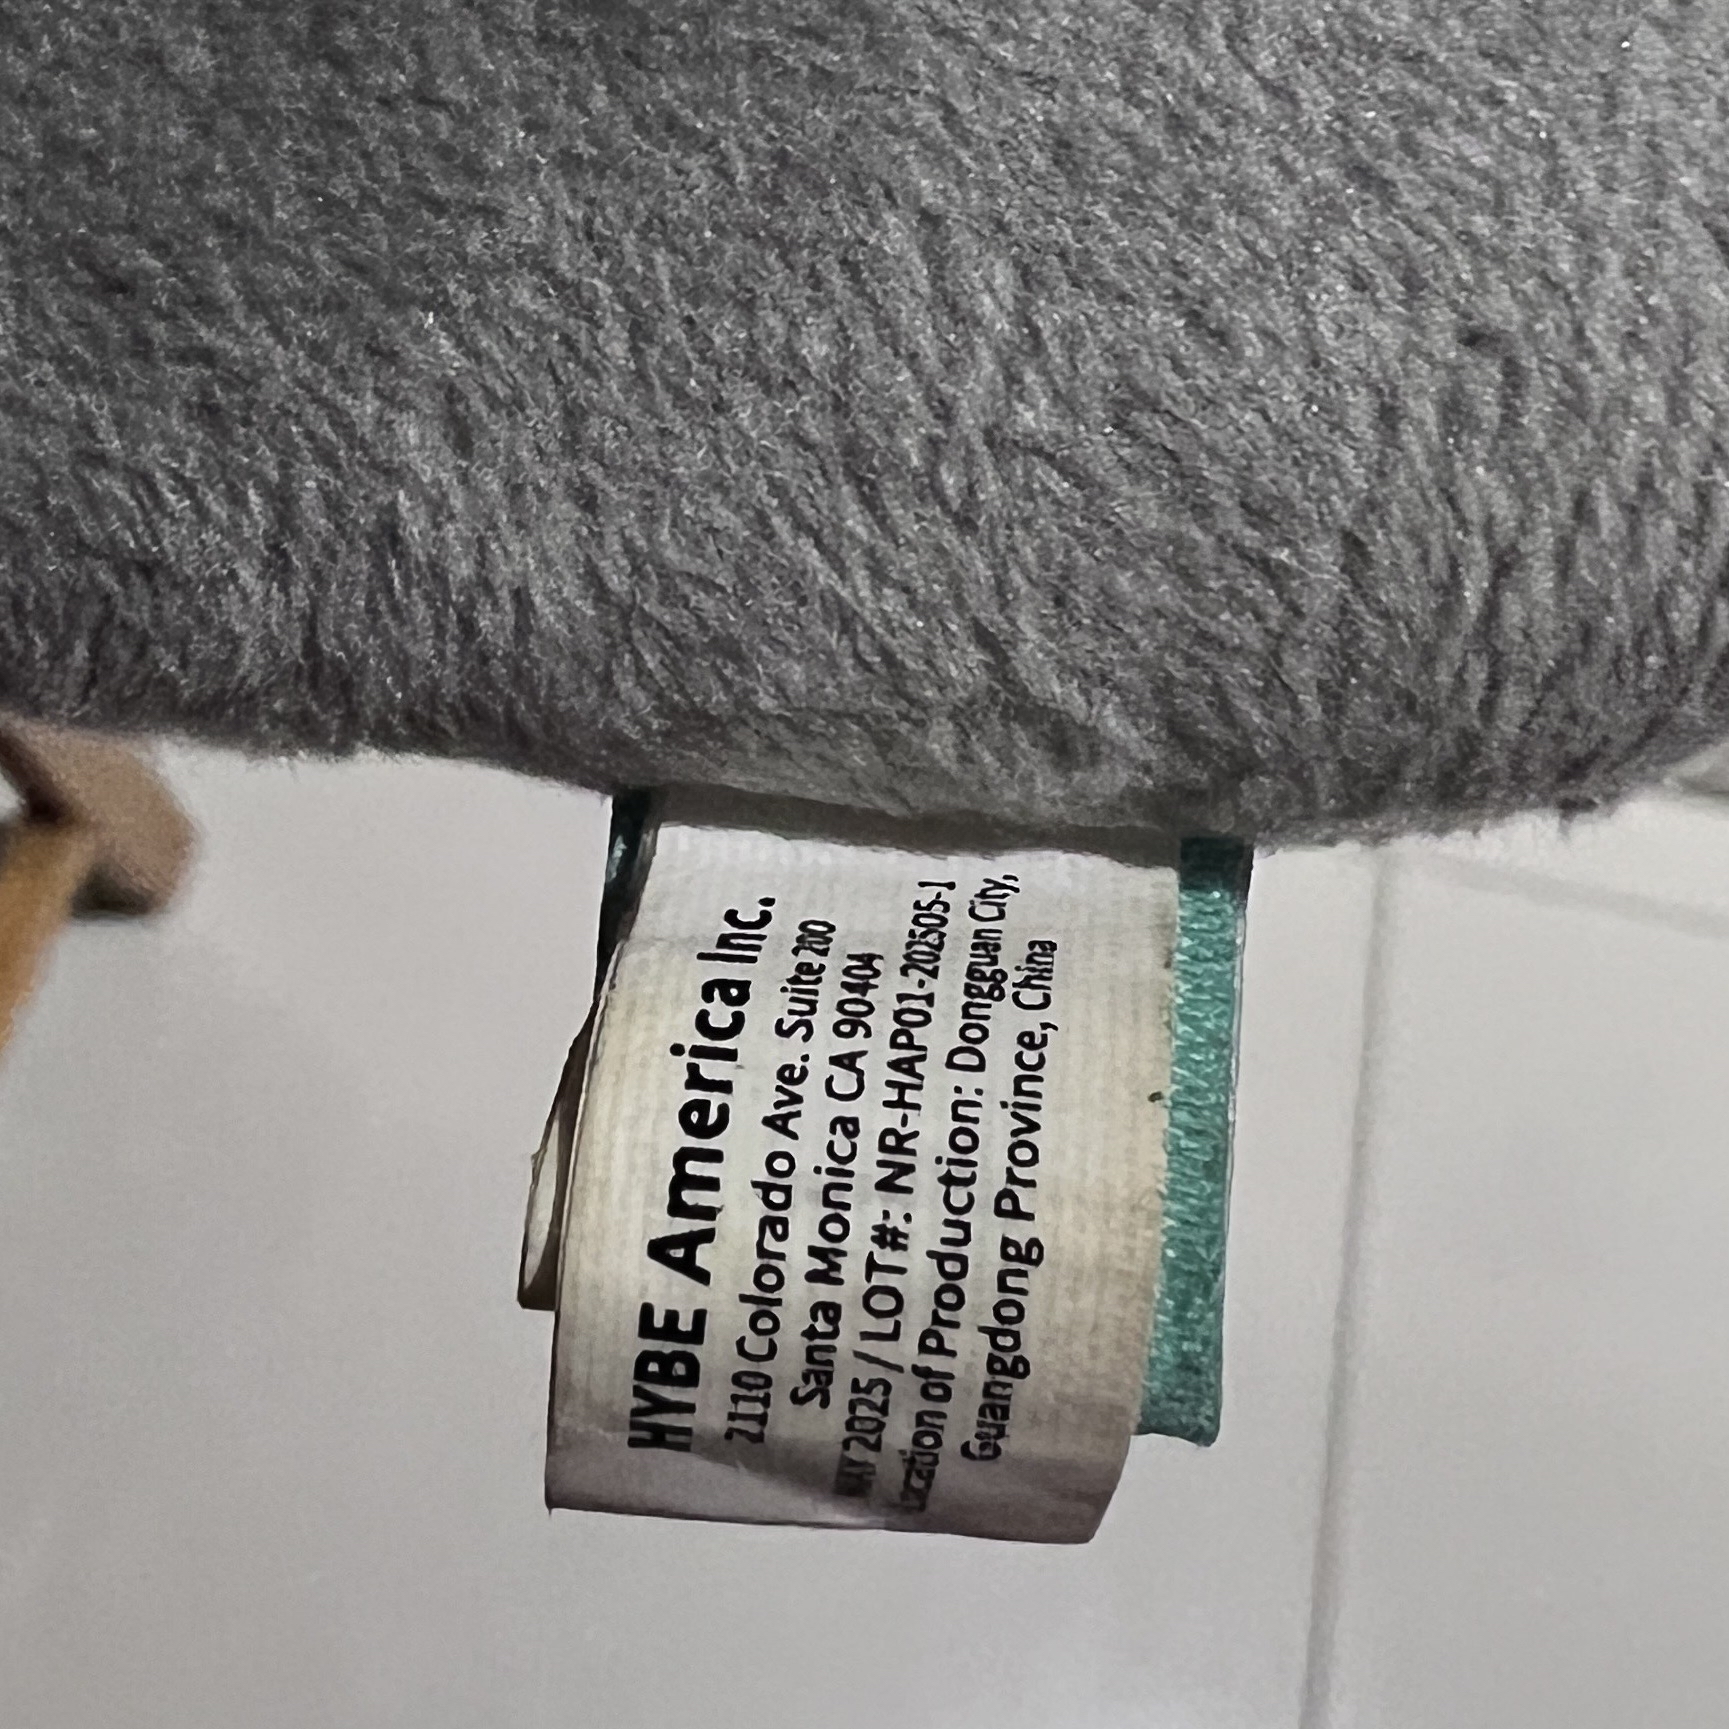 HYBE America Inc.
2110 Colorado Ave. Suite 200
Santa Monica CA 90404
MAY 2025 / LOT#: NR-HAP01-202505-1
Location of Production: Dongguan City,
Guangdong Province, China